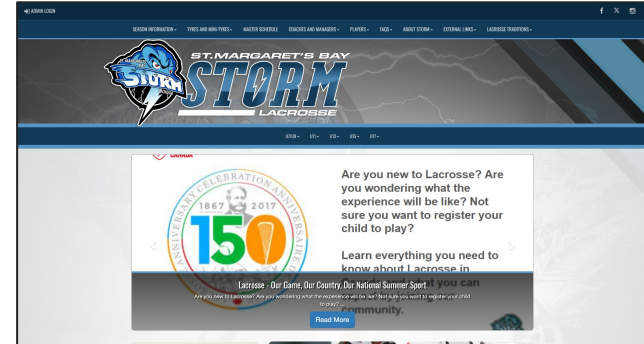 ADMIN LOGIN
SEASON INFORMATION TYKES AND MINI-TYKES MASTER SCHEDULE COACHES AND MANAGERS PLAYERS FAQS ABOUT STORM EXTERNAL LINKS LACROSSE TRADITIONS
ST. MARGARET'S BAY
STORM
LACROSSE
STORM
U7/U9 U11 U13 U15 U17
CANADA
CELEBRATION
ANNIVERSARY
ANNIVERSAIRE
1867 2017
150
Are you new to Lacrosse? Are
you wondering what the
experience will be like? Not
sure you want to register your
child to play?
Learn everything you need to
know about Lacrosse in
you can
community.
Lacrosse - Our Game, Our Country, Our National Summer Sport
Are you new to Lacrosse? Are you wondering what the experience will be like? Not sure you want to register your child
to play?
Read More